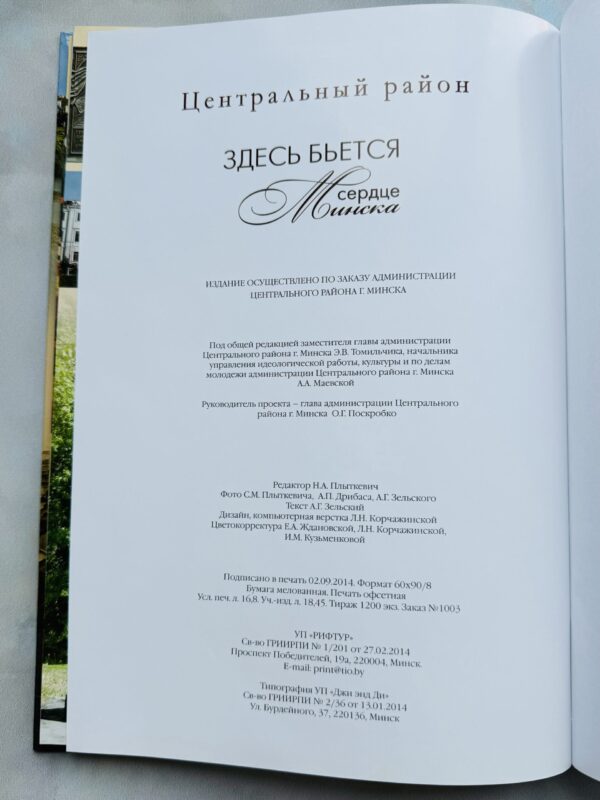 Центральный район
ЗДЕСЬ БЬЕТСЯ
сердце
Минска
ИЗДАНИЕ ОСУЩЕСТВЛЕНО ПО ЗАКАЗУ АДМИНИСТРАЦИИ
ЦЕНТРАЛЬНОГО РАЙОНА Г. МИНСКА
Под общей редакцией заместителя главы администрации
Центрального района г. Минска Э.В. Томильчика, начальника
управления идеологической работы, культуры и по делам
молодежи администрации Центрального района г. Минска
А.А. Маевской
Руководитель проекта – глава администрации Центрального
района г. Минска О.Г. Поскробко
Редактор Н.А. Плыткевич
Фото С.М. Плыткевича, А.П. Дрибаса, А.Г. Зельского
Текст А.Г. Зельский
Дизайн, компьютерная верстка Л.Н. Корчажинской
Цветокорректура Е.А. Ждановской, Л.Н. Корчажинской,
И.М. Кузьменковой
Подписано в печать 02.09.2014. Формат 60x90/8
Бумага мелованная. Печать офсетная
Усл. печ. л. 16,8. Уч.-изд. л. 18,45. Тираж 1200 экз. Заказ №1003
УП «РИФТУР»
Св-во ГРИИРПИ № 1/201 от 27.02.2014
Проспект Победителей, 19а, 220004, Минск.
E-mail: print@tio.by
Типография УП «Джи энд Ди»
Св-во ГРИИРПИ № 2/36 от 13.01.2014
Ул. Бурдейного, 37, 220136, Минск